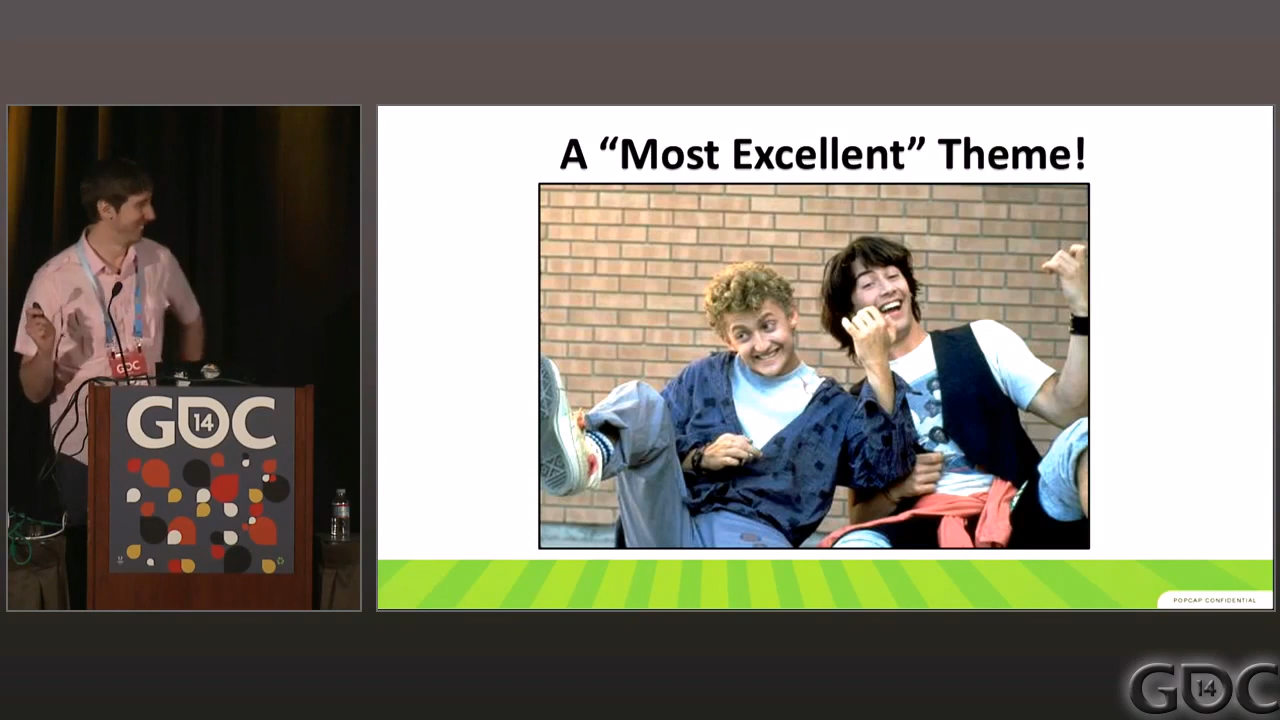 A “Most Excellent” Theme!
GDC
14
GDC
POPCAP CONFIDENTIAL
GDC
14